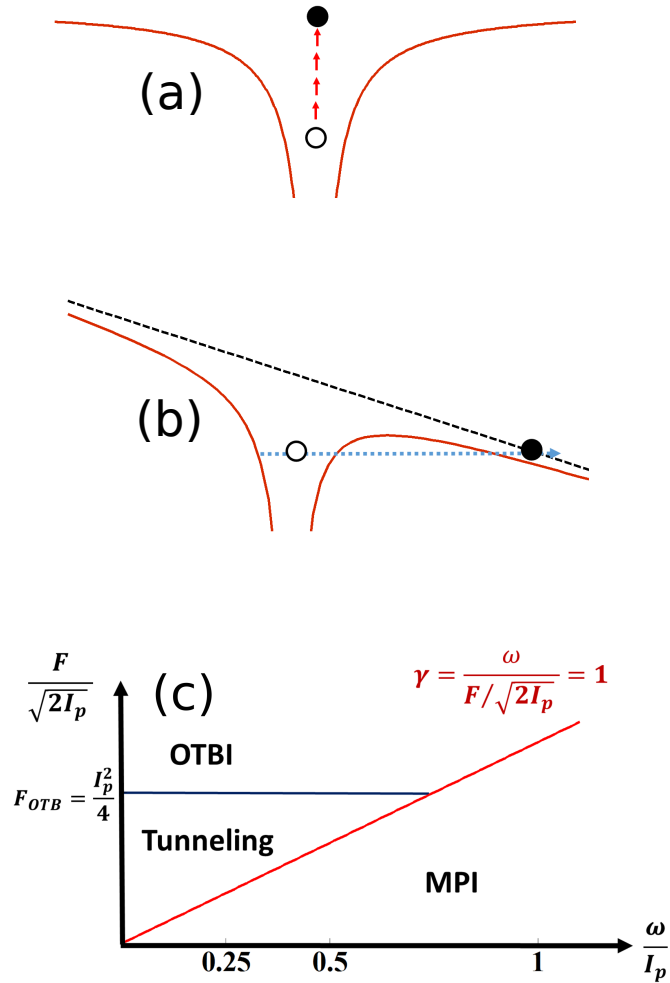 (a)
(b)
F/√(2I_p)
(c)
γ = ω/(F/√(2I_p)) = 1
OTBI
F_OTB = I_p^2/4
Tunneling
MPI
0.25 0.5 1
ω/I_p